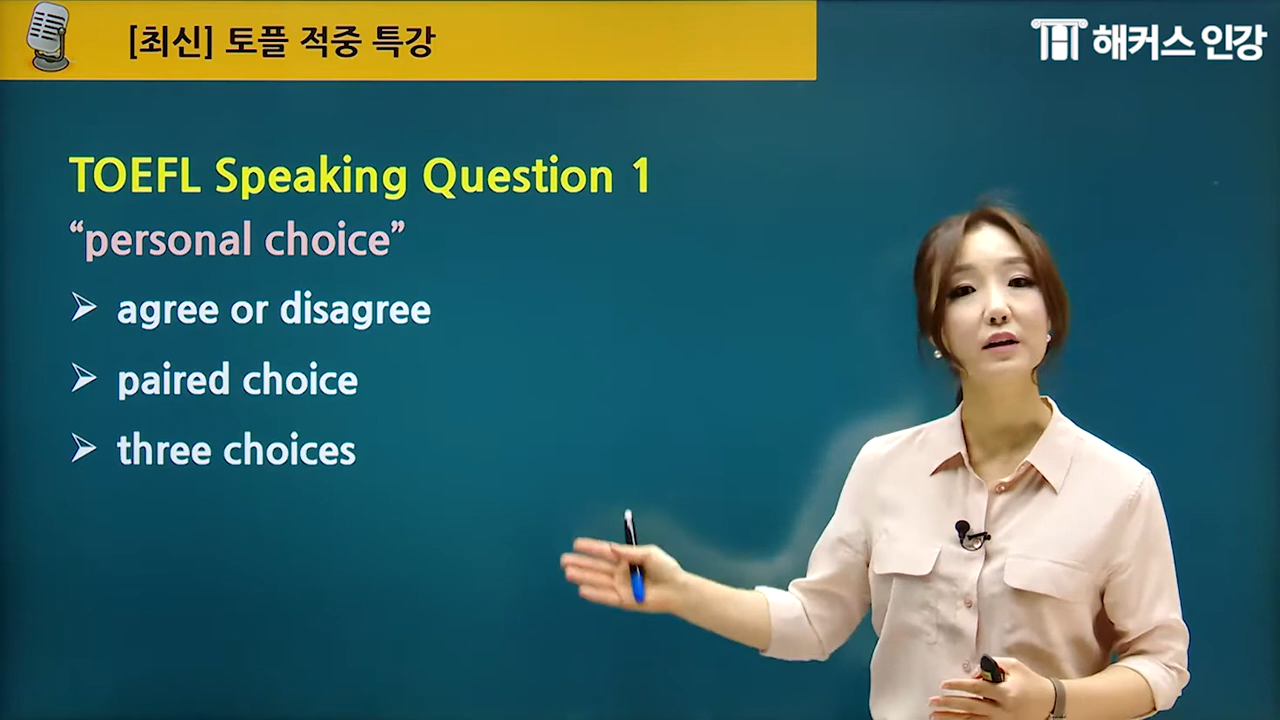 [최신] 토플 적중 특강
해커스 인강
TOEFL Speaking Question 1
“personal choice”
➢ agree or disagree
➢ paired choice
➢ three choices